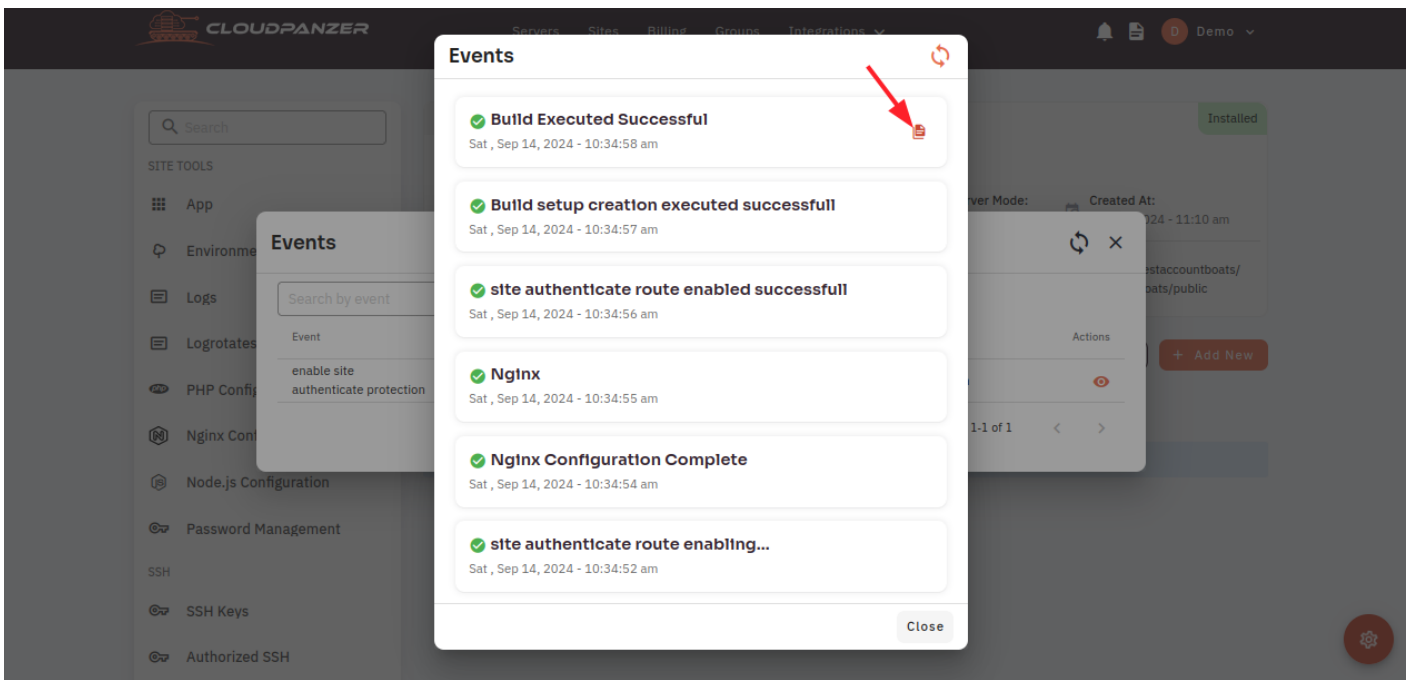 CLOUDPANZER
Servers Sites Billing Groups Integrations
D Demo
Search
SITE TOOLS
App
Environme
Logs
Logrotates
PHP Config
Nginx Conf
Node.js Configuration
Password Management
SSH
SSH Keys
Authorized SSH
Installed
ver Mode:
Created At:
024 - 11:10 am
estaccountboats/
oats/public
+ Add New
Events
Search by event
Event
Actions
enable site
authenticate protection
1-1 of 1
Events
Build Executed Successful
Sat , Sep 14, 2024 - 10:34:58 am
Build setup creation executed successfull
Sat , Sep 14, 2024 - 10:34:57 am
site authenticate route enabled successfull
Sat , Sep 14, 2024 - 10:34:56 am
Nginx
Sat , Sep 14, 2024 - 10:34:55 am
Nginx Configuration Complete
Sat , Sep 14, 2024 - 10:34:54 am
site authenticate route enabling...
Sat , Sep 14, 2024 - 10:34:52 am
Close